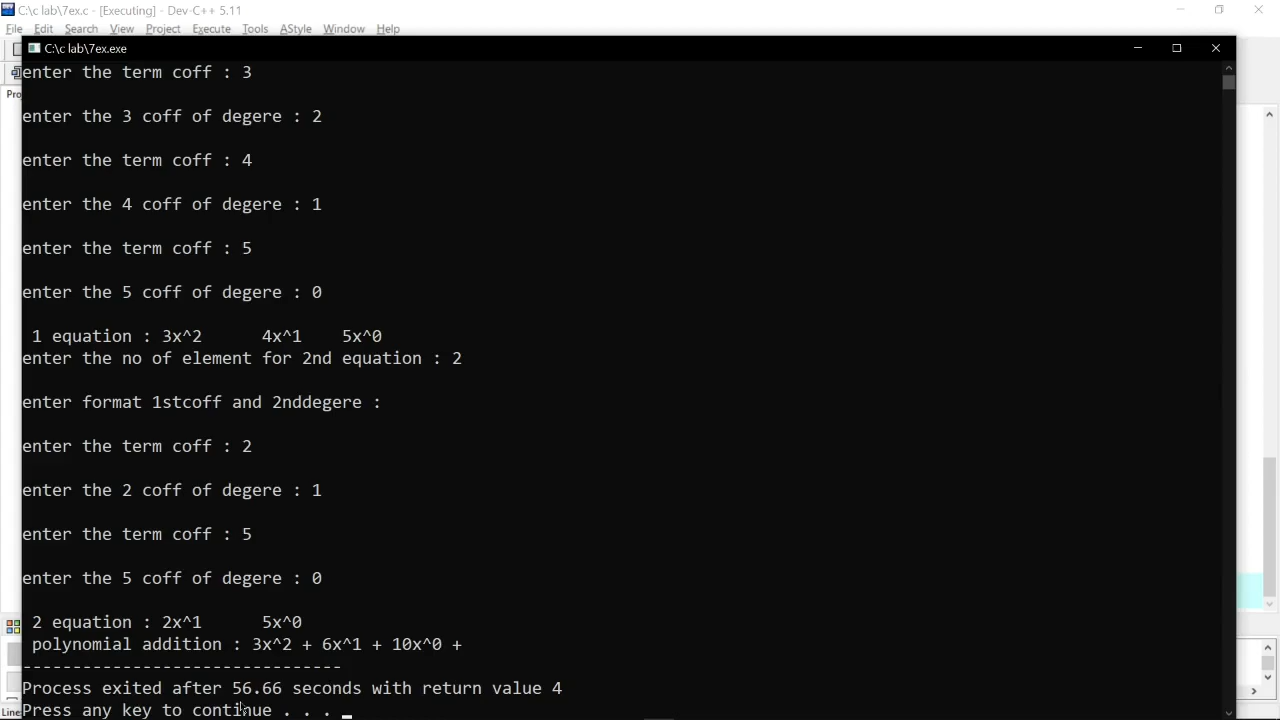 C:\c lab\7ex.c - [Executing] - Dev-C++ 5.11
File Edit Search View Project Execute Tools AStyle Window Help
C:\c lab\7ex.exe
enter the term coff : 3
enter the 3 coff of degere : 2
enter the term coff : 4
enter the 4 coff of degere : 1
enter the term coff : 5
enter the 5 coff of degere : 0
1 equation : 3x^2      4x^1    5x^0
enter the no of element for 2nd equation : 2
enter format 1stcoff and 2nddegere :
enter the term coff : 2
enter the 2 coff of degere : 1
enter the term coff : 5
enter the 5 coff of degere : 0
2 equation : 2x^1      5x^0
polynomial addition : 3x^2 + 6x^1 + 10x^0 +
--------------------------------
Process exited after 56.66 seconds with return value 4
Press any key to continue . . .